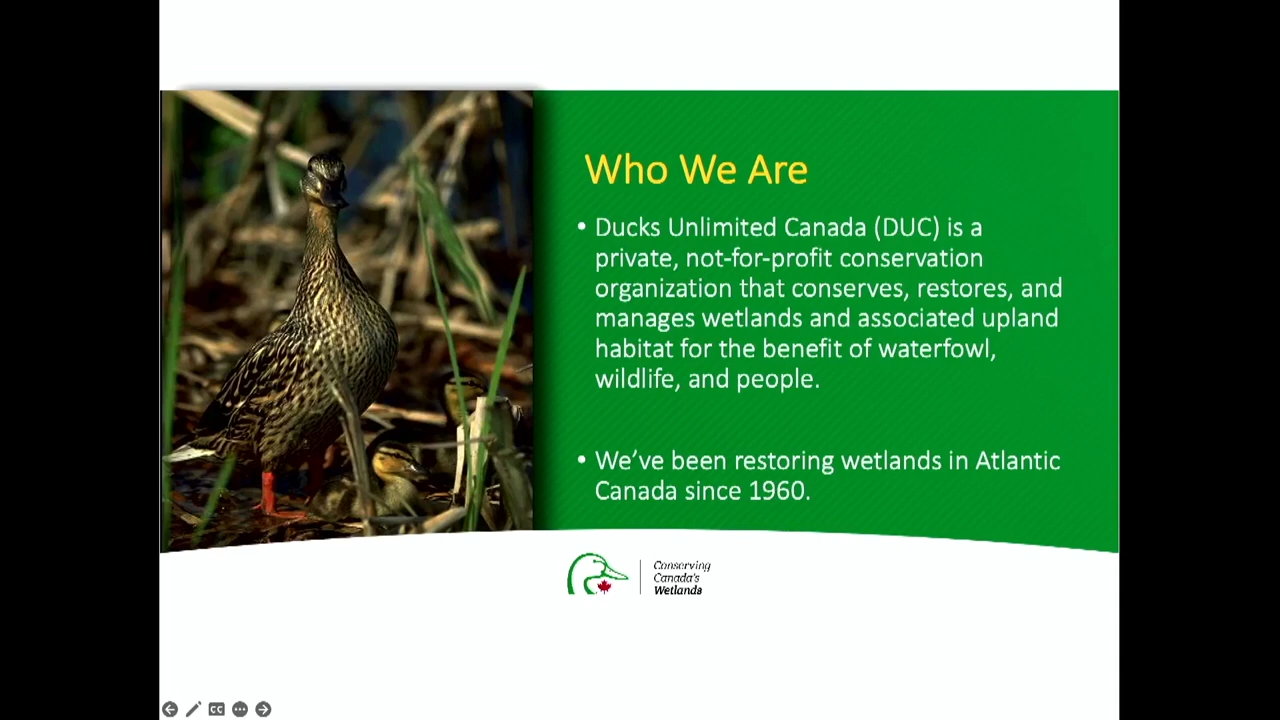 Who We Are
• Ducks Unlimited Canada (DUC) is a
private, not-for-profit conservation
organization that conserves, restores, and
manages wetlands and associated upland
habitat for the benefit of waterfowl,
wildlife, and people.
• We’ve been restoring wetlands in Atlantic
Canada since 1960.
Conserving
Canada's
Wetlands
CC